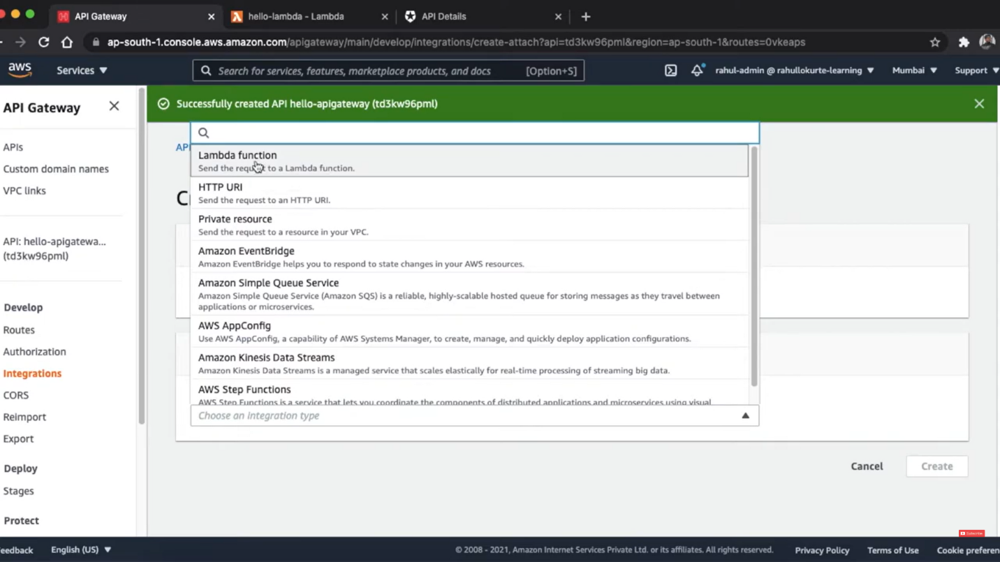 API Gateway
hello-lambda - Lambda
API Details
ap-south-1.console.aws.amazon.com/apigateway/main/develop/integrations/create-attach?api=td3kw96pml&region=ap-south-1&routes=0vkeaps
aws
Services
Search for services, features, marketplace products, and docs
[Option+S]
rahul-admin @ rahullokurte-learning
Mumbai
Support
API Gateway
APIs
Custom domain names
VPC links
API: hello-apigatewa...
(td3kw96pml)
Develop
Routes
Authorization
Integrations
CORS
Reimport
Export
Deploy
Stages
Protect
Successfully created API hello-apigateway (td3kw96pml)
Lambda function
Send the request to a Lambda function.
HTTP URI
Send the request to an HTTP URI.
Private resource
Send the request to a resource in your VPC.
Amazon EventBridge
Amazon EventBridge helps you to respond to state changes in your AWS resources.
Amazon Simple Queue Service
Amazon Simple Queue Service (Amazon SQS) is a reliable, highly-scalable hosted queue for storing messages as they travel between
applications or microservices.
AWS AppConfig
Use AWS AppConfig, a capability of AWS Systems Manager, to create, manage, and quickly deploy application configurations.
Amazon Kinesis Data Streams
Amazon Kinesis Data Streams is a managed service that scales elastically for real-time processing of streaming big data.
AWS Step Functions
AWS Step Functions is a service that lets you coordinate the components of distributed applications and microservices using visual
Choose an integration type
Cancel
Create
Subscribe
eedback
English (US)
© 2008 - 2021, Amazon Internet Services Private Ltd. or its affiliates. All rights reserved.
Privacy Policy
Terms of Use
Cookie preferen